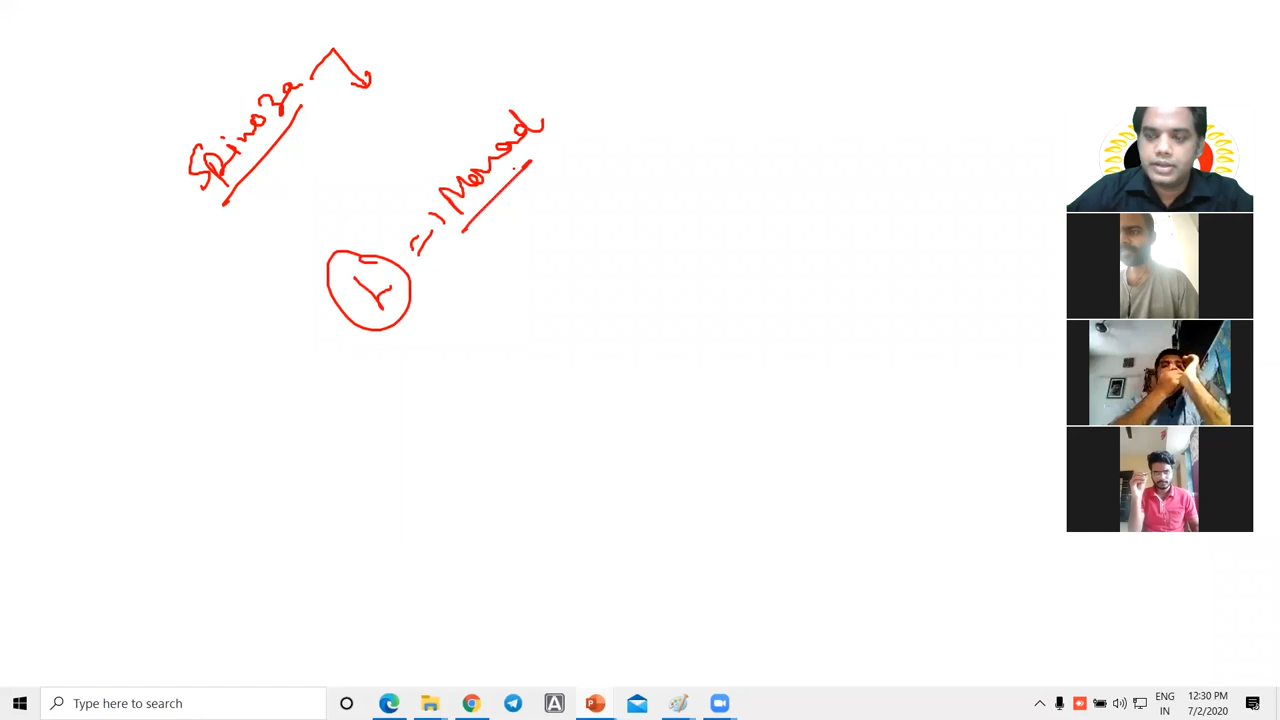 Spinoza
=> Monad
Type here to search
ENG
IN
12:30 PM
7/2/2020